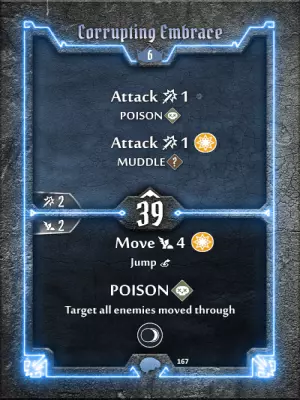 Corrupting Embrace
6
Attack 1
POISON
Attack 1
MUDDLE ?
2
39
2
Move 4
Jump
POISON
Target all enemies moved through
167